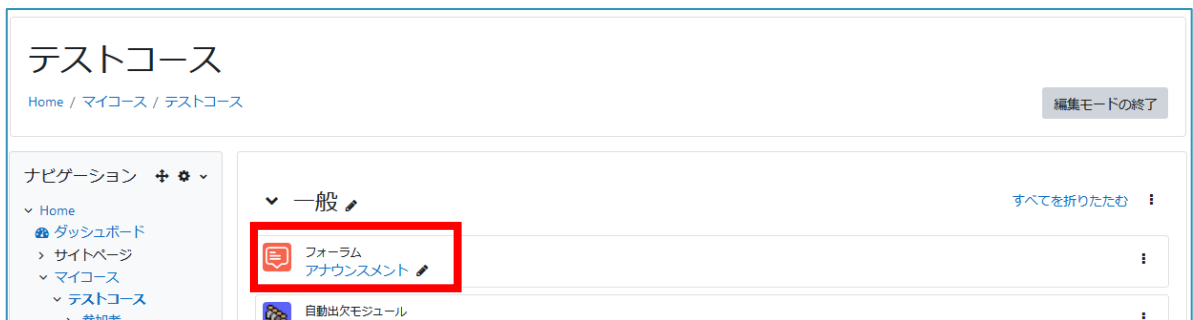 テストコース
Home / マイコース / テストコース
編集モードの終了
ナビゲーション
Home
ダッシュボード
サイトページ
マイコース
テストコース
参加者
一般
すべてを折りたたむ
フォーラム
アナウンスメント
自動出欠モジュール